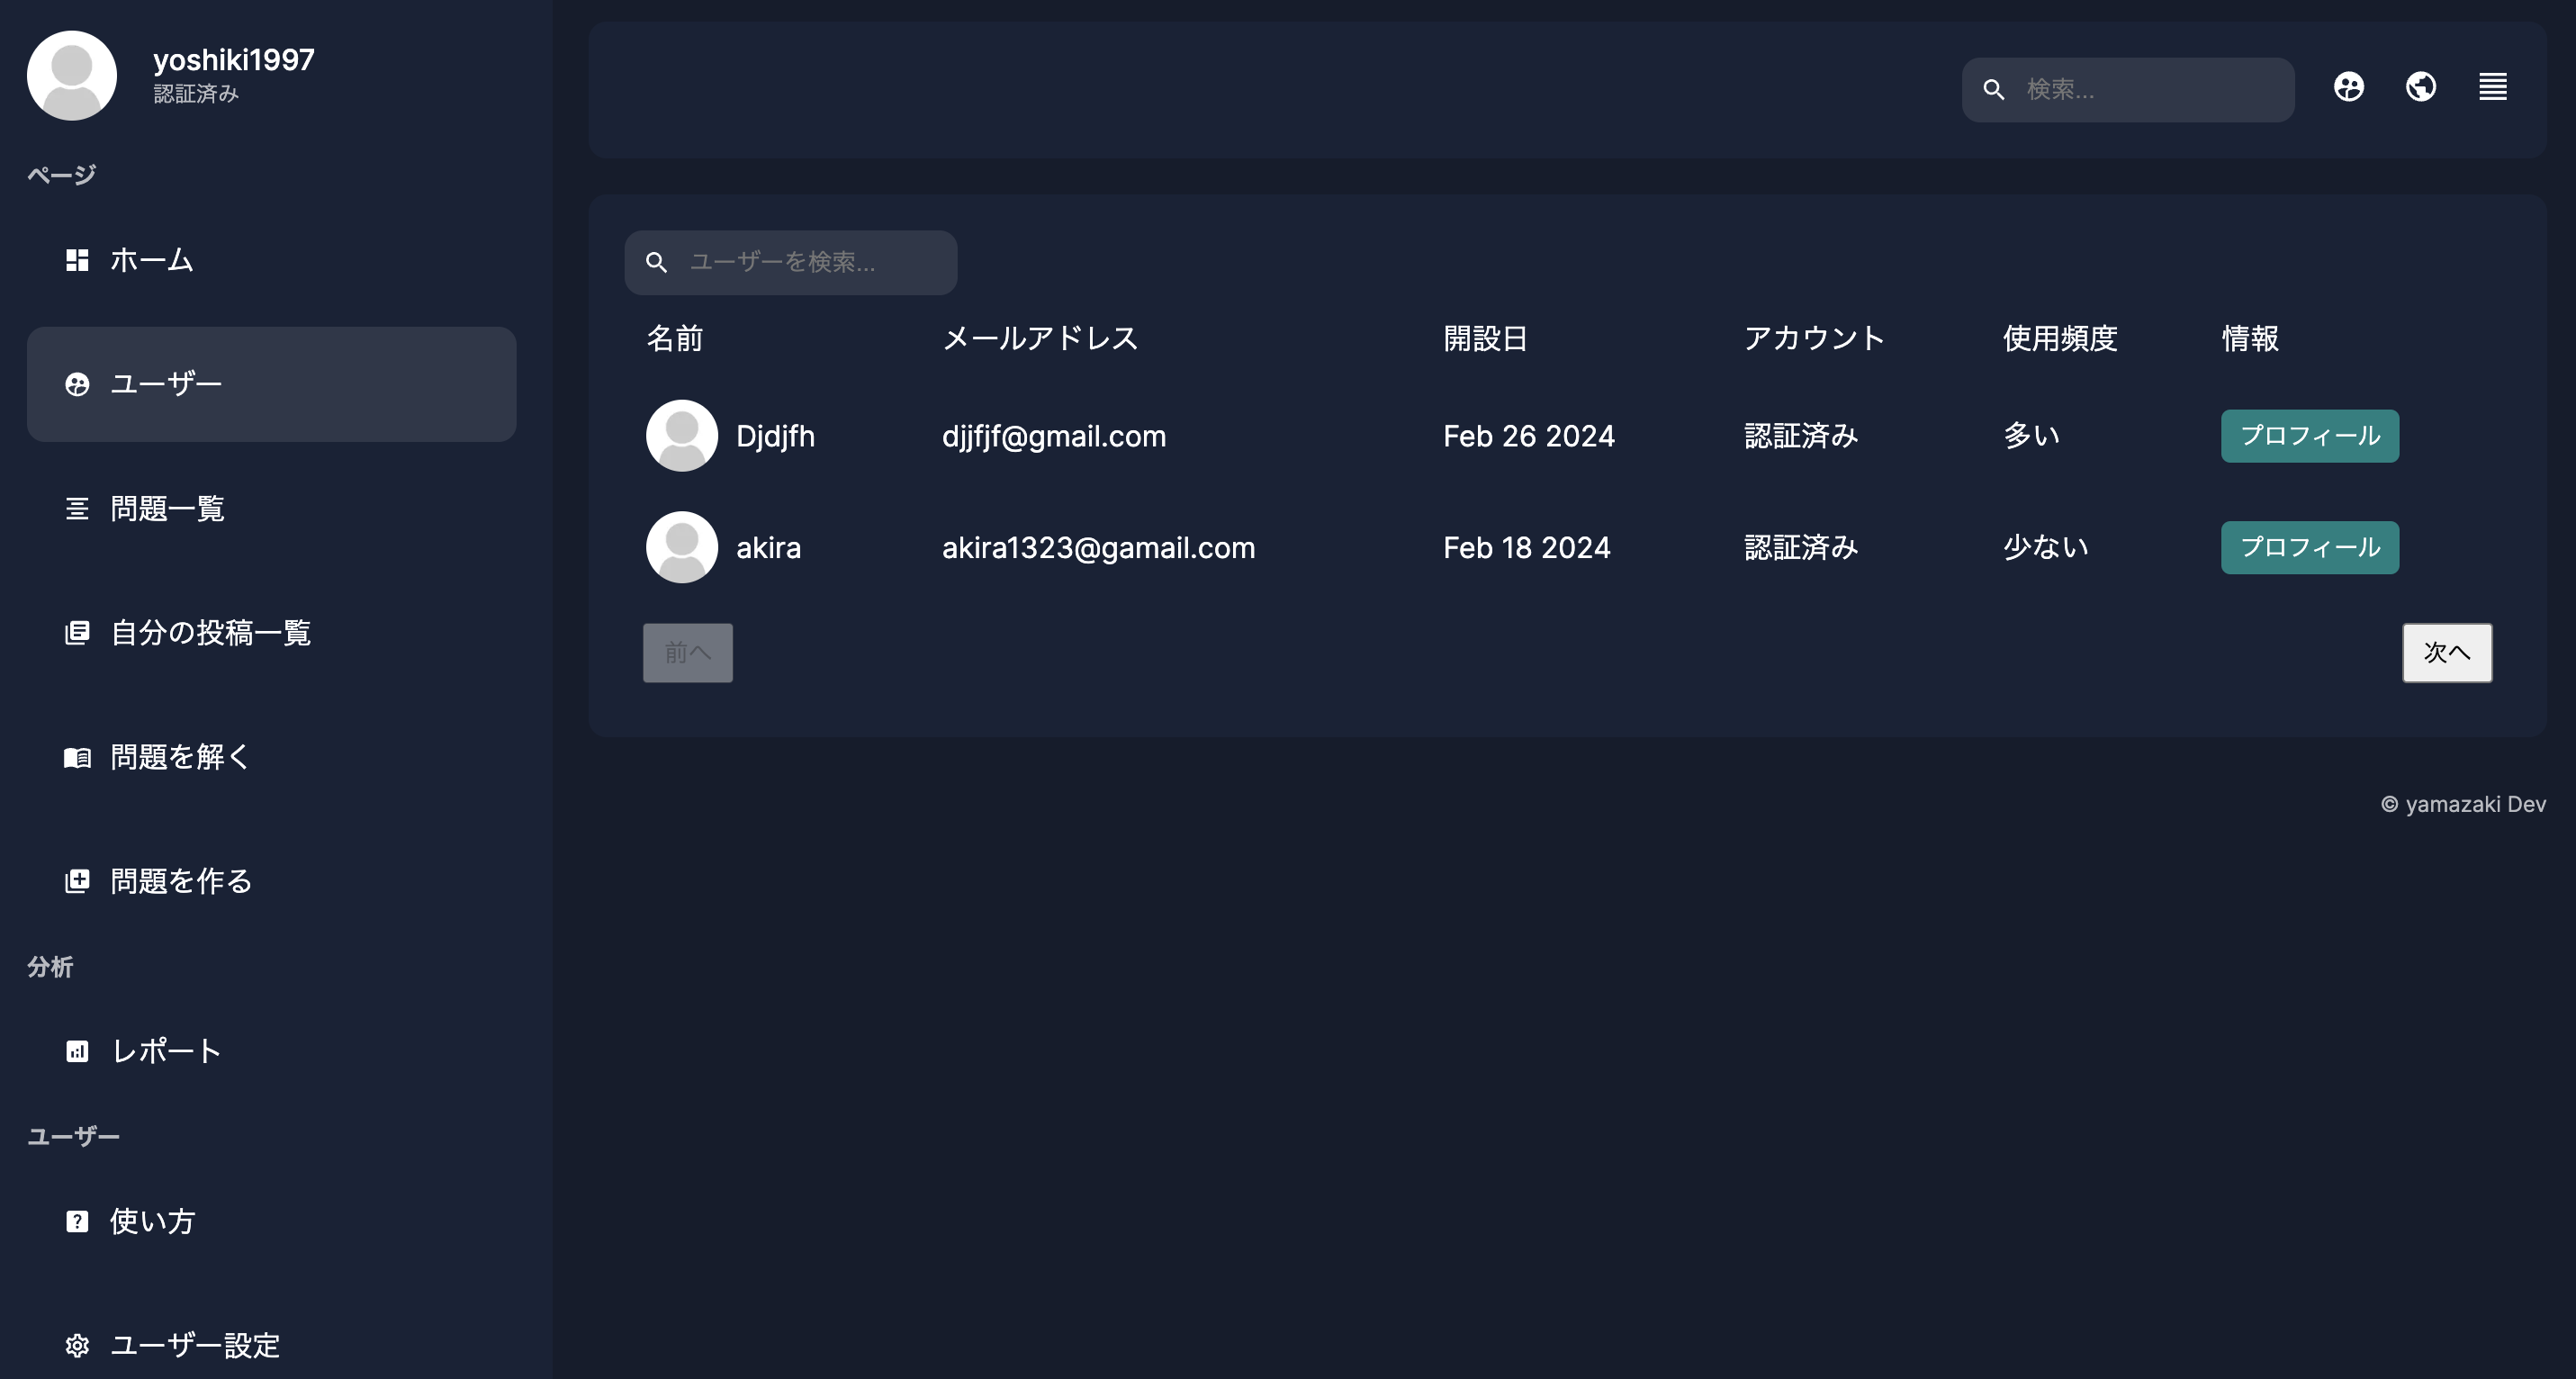 yoshiki1997
認証済み
ページ
ホーム
ユーザー
問題一覧
自分の投稿一覧
問題を解く
問題を作る
分析
レポート
ユーザー
使い方
ユーザー設定
検索...
ユーザーを検索...
名前 メールアドレス 開設日 アカウント 使用頻度 情報
Djdjfh djjfjf@gmail.com Feb 26 2024 認証済み 多い プロフィール
akira akira1323@gamail.com Feb 18 2024 認証済み 少ない プロフィール
前へ 次へ
© yamazaki Dev